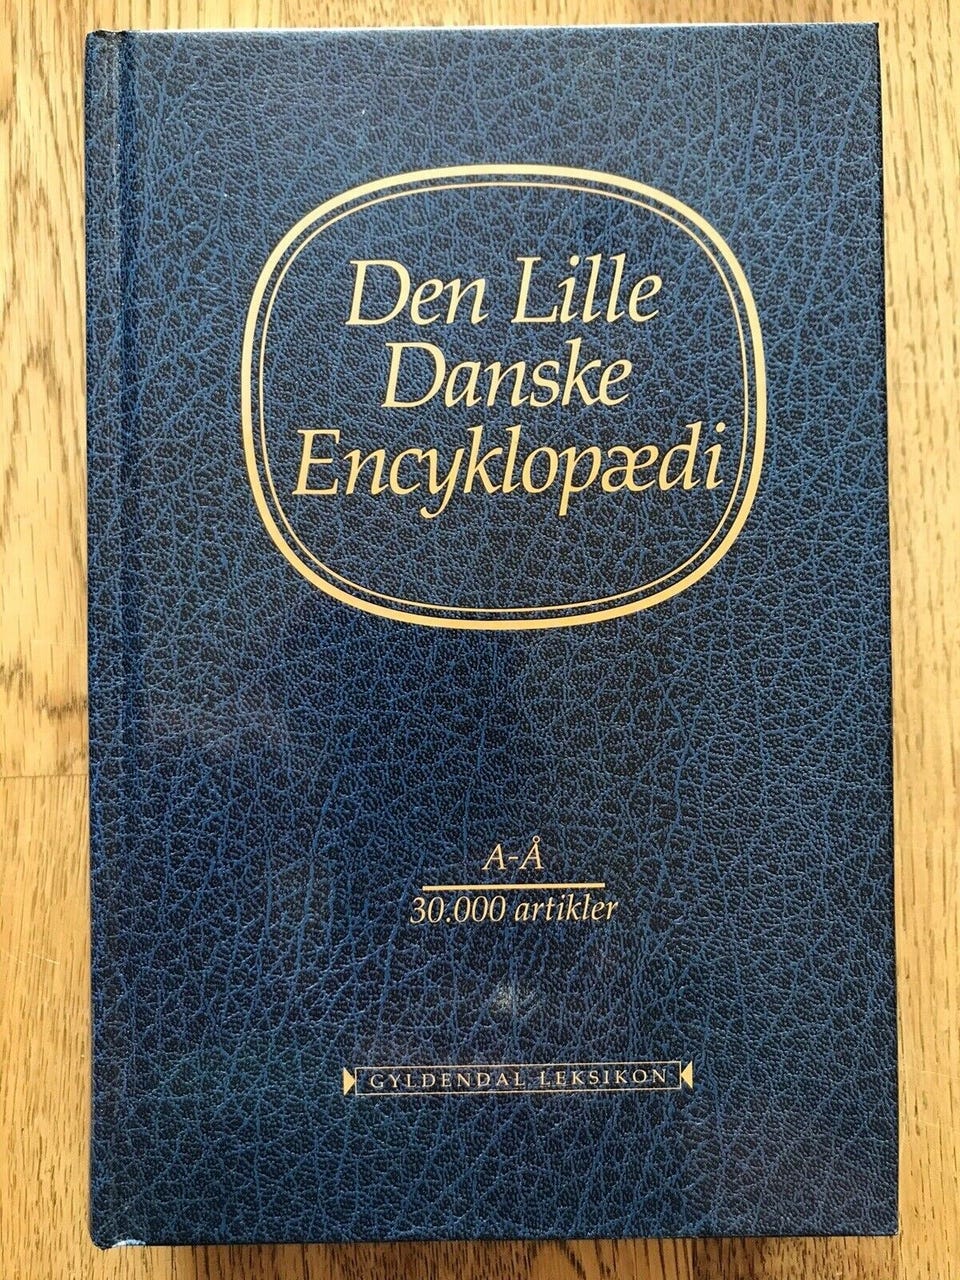 Den Lille
Danske
Encyklopædi
A-Å
30.000 artikler
GYLDENDAL LEKSIKON